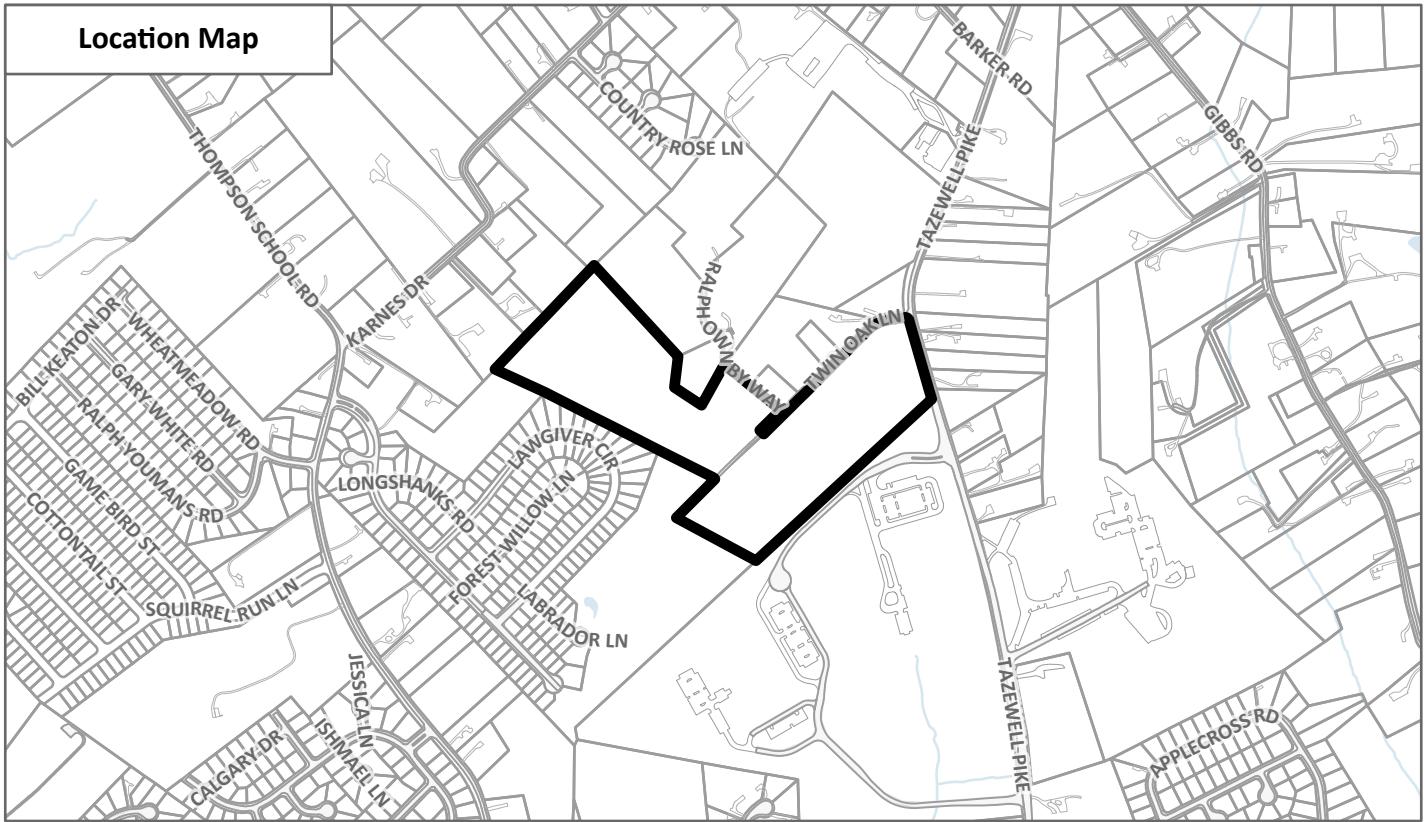 Location Map
BARKER RD
COUNTRY ROSE LN
GIBBS RD
THOMPSON SCHOOL RD
TAZEWELL PIKE
KARNES DR
RALPH OWNBY WAY
TWIN OAK LN
BILL KEATON DR
WHEATMEADOW RD
GARY WHITE RD
RALPH YOUMANS RD
GAME BIRD ST
COTTONTAIL ST
LAWGIVER CIR
LONGSHANKS RD
FOREST WILLOW LN
SQUIRREL RUN LN
LABRADOR LN
JESSICA LN
TAZEWELL PIKE
ISHMAEL LN
CALGARY DR
APPLECROSS RD